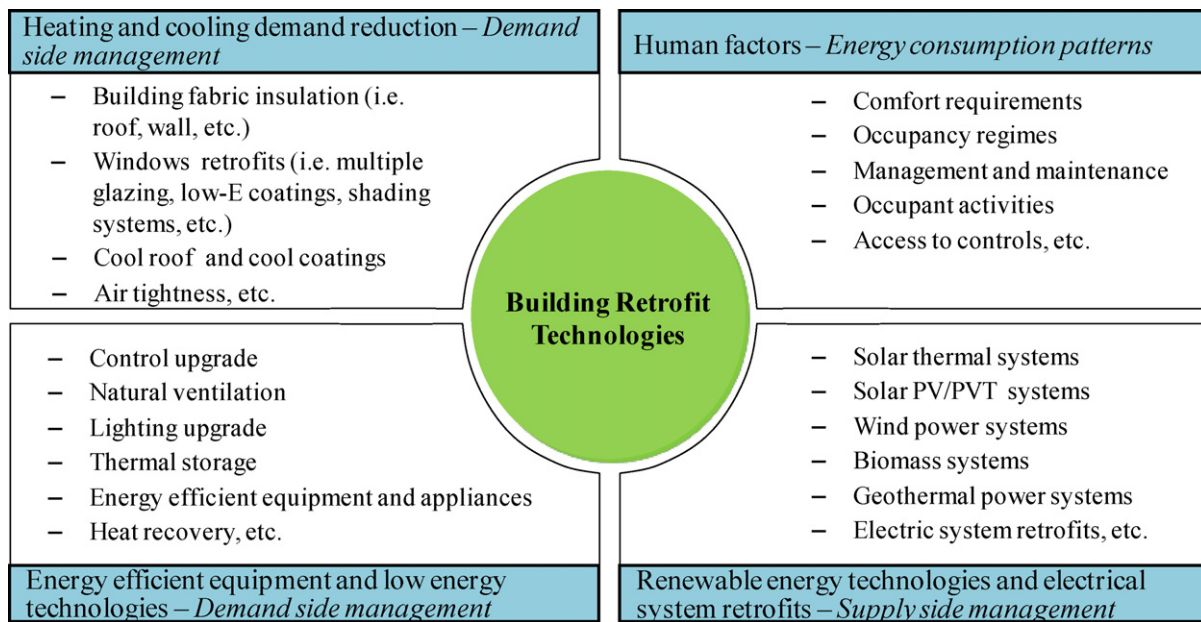 Heating and cooling demand reduction – Demand
side management
– Building fabric insulation (i.e.
roof, wall, etc.)
– Windows retrofits (i.e. multiple
glazing, low-E coatings, shading
systems, etc.)
– Cool roof and cool coatings
– Air tightness, etc.
Human factors – Energy consumption patterns
– Comfort requirements
– Occupancy regimes
– Management and maintenance
– Occupant activities
– Access to controls, etc.
Building Retrofit
Technologies
– Control upgrade
– Natural ventilation
– Lighting upgrade
– Thermal storage
– Energy efficient equipment and appliances
– Heat recovery, etc.
Energy efficient equipment and low energy
technologies – Demand side management
– Solar thermal systems
– Solar PV/PVT systems
– Wind power systems
– Biomass systems
– Geothermal power systems
– Electric system retrofits, etc.
Renewable energy technologies and electrical
system retrofits – Supply side management